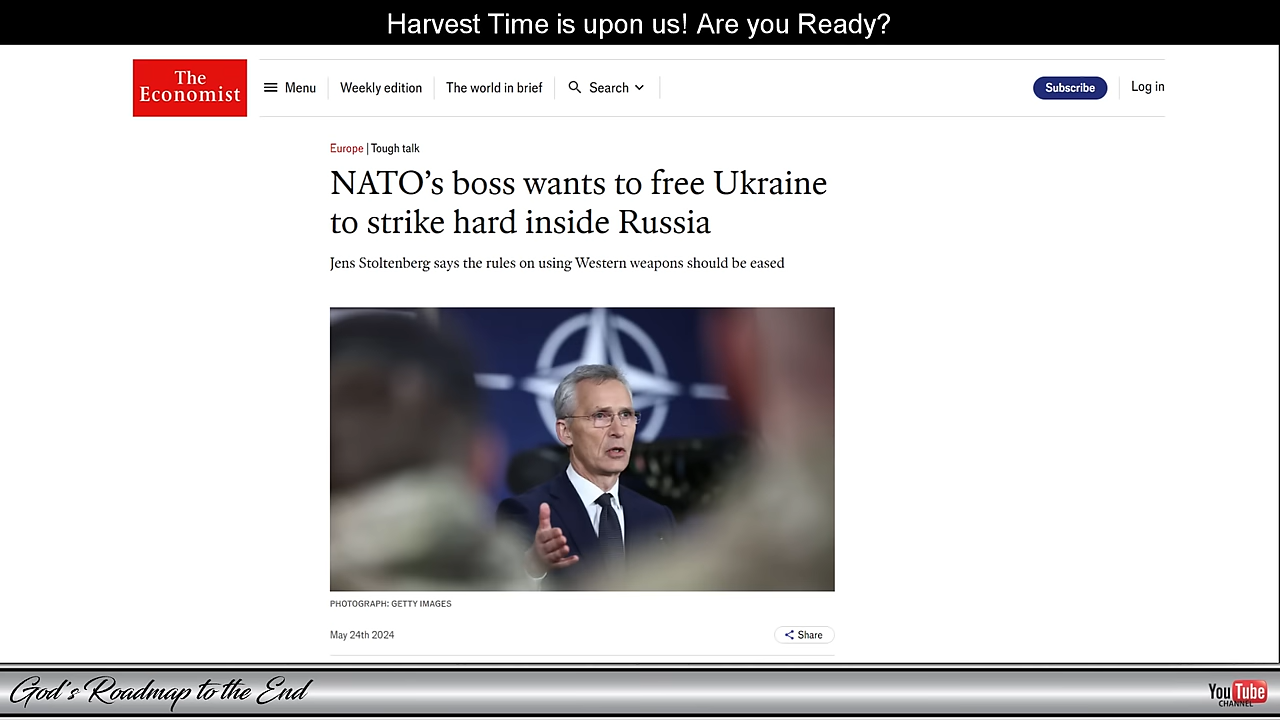 Harvest Time is upon us! Are you Ready?
The
Economist
Menu
Weekly edition
The world in brief
Search
Subscribe
Log in
Europe | Tough talk
NATO’s boss wants to free Ukraine
to strike hard inside Russia
Jens Stoltenberg says the rules on using Western weapons should be eased
PHOTOGRAPH: GETTY IMAGES
May 24th 2024
Share
God's Roadmap to the End
YouTube
CHANNEL